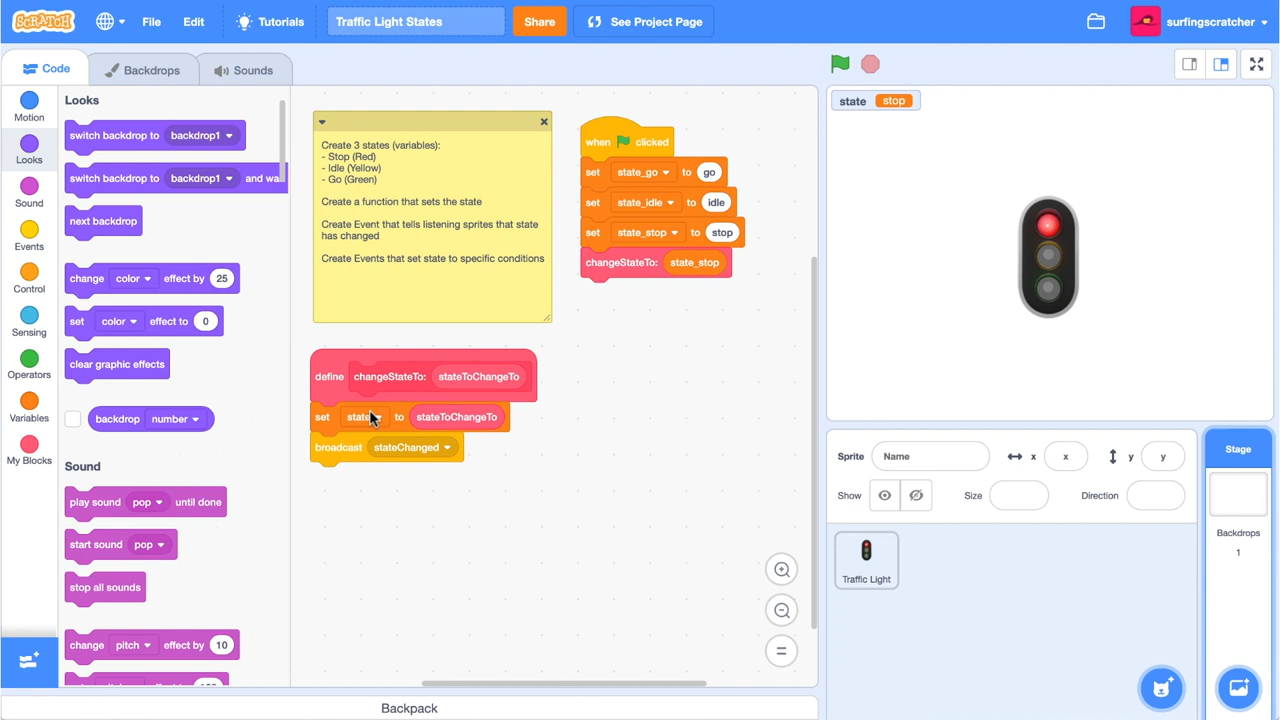 SCRATCH File Edit Tutorials Traffic Light States Share See Project Page surfingscratcher
Code Backdrops Sounds
Motion
Looks
Sound
Events
Control
Sensing
Operators
Variables
My Blocks
Looks
switch backdrop to backdrop1
switch backdrop to backdrop1 and wa
next backdrop
change color effect by 25
set color effect to 0
clear graphic effects
backdrop number
Sound
play sound pop until done
start sound pop
stop all sounds
change pitch effect by 10
Create 3 states (variables):
- Stop (Red)
- Idle (Yellow)
- Go (Green)
Create a function that sets the state
Create Event that tells listening sprites that state
has changed
Create Events that set state to specific conditions
when clicked
set state_go to go
set state_idle to idle
set state_stop to stop
changeStateTo: state_stop
define changeStateTo: stateToChangeTo
set state to stateToChangeTo
broadcast stateChanged
state stop
Sprite Name x x y y
Show Size Direction
Traffic Light
Stage
Backdrops
1
Backpack